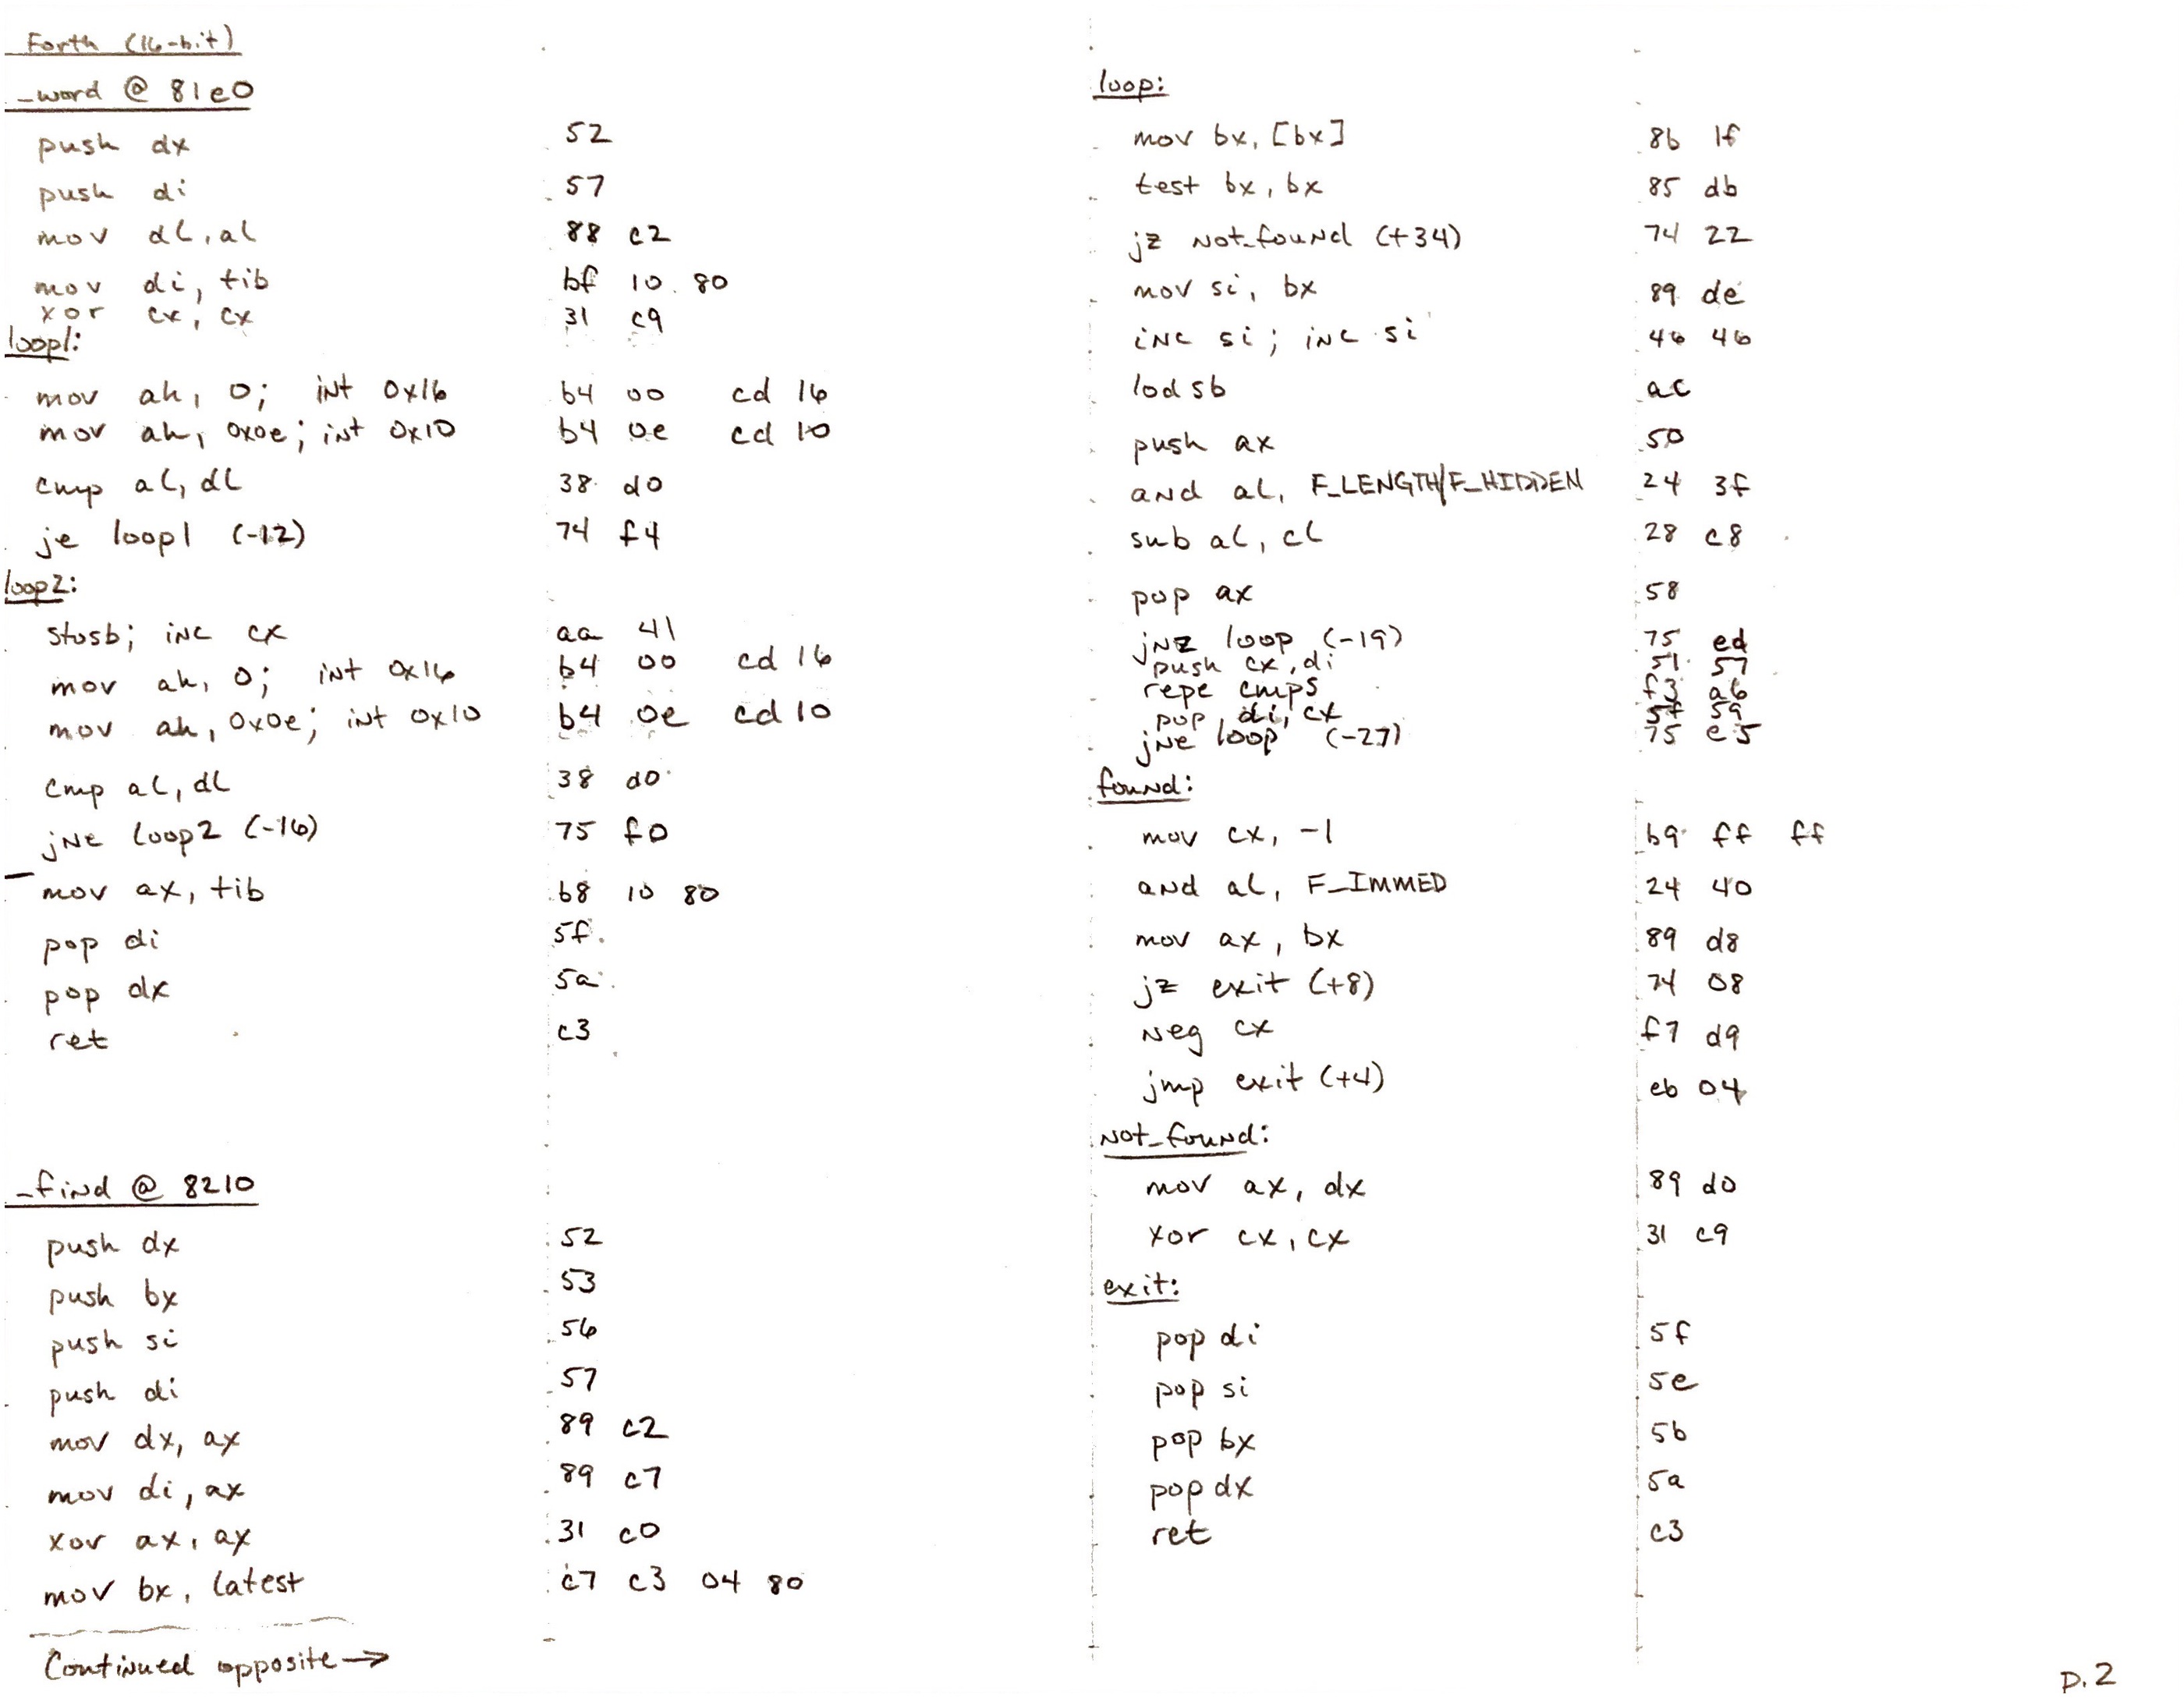 Forth (16-bit)
_word @ 81e0
push dx 52
push di 57
mov dl, al 88 c2
mov di, tib bf 10 80
xor cx, cx 31 c9
loop1:
mov ah, 0; int 0x16 b4 00 cd 16
mov ah, 0x0e; int 0x10 b4 0e cd 10
cmp al, dl 38 d0
je loop1 (-12) 74 f4
loop2:
stosb; inc cx aa 41
mov ah, 0; int 0x16 b4 00 cd 16
mov ah, 0x0e; int 0x10 b4 0e cd 10
cmp al, dl 38 d0
jne loop2 (-16) 75 f0
mov ax, tib b8 10 80
pop di 5f
pop dx 5a
ret c3
_find @ 8210
push dx 52
push bx 53
push si 56
push di 57
mov dx, ax 89 c2
mov di, ax 89 c7
xor ax, ax 31 c0
mov bx, latest c7 c3 04 80
Continued opposite →
loop:
mov bx, [bx] 8b 1f
test bx, bx 85 db
jz not_found (+34) 74 22
mov si, bx 89 de
inc si; inc si 46 46
lodsb ac
push ax 50
and al, F_LENGTH|F_HIDDEN 24 3f
sub al, cl 28 c8
pop ax 58
jnz loop (-19) 75 ed
push cx, di 51 57
repe cmps f3 a6
pop di, cx 5f 59
jne loop (-27) 75 e5
found:
mov cx, -1 b9 ff ff
and al, F_IMMED 24 40
mov ax, bx 89 d8
jz exit (+8) 74 08
neg cx f7 d9
jmp exit (+4) eb 04
not_found:
mov ax, dx 89 d0
xor cx, cx 31 c9
exit:
pop di 5f
pop si 5e
pop bx 5b
pop dx 5a
ret c3
p.2